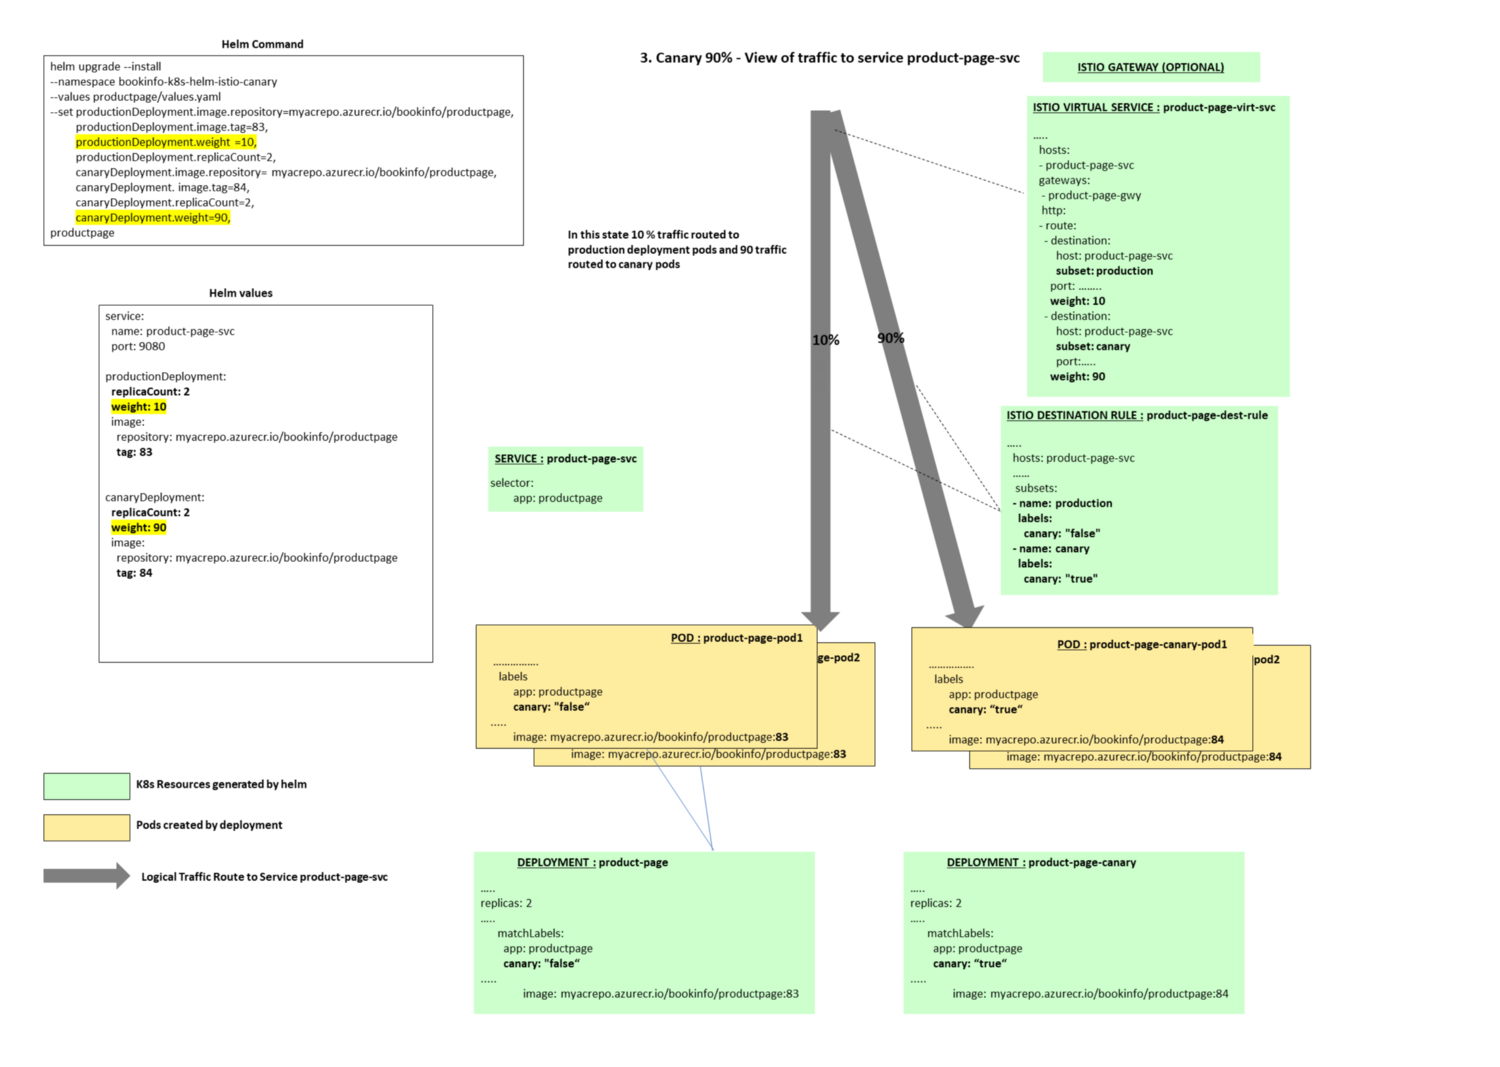 Helm Command
helm upgrade --install
--namespace bookinfo-k8s-helm-istio-canary
--values productpage/values.yaml
--set productionDeployment.image.repository=myacrepo.azurecr.io/bookinfo/productpage,
productionDeployment.image.tag=83,
productionDeployment.weight =10,
productionDeployment.replicaCount=2,
canaryDeployment.image.repository= myacrepo.azurecr.io/bookinfo/productpage,
canaryDeployment. image.tag=84,
canaryDeployment.replicaCount=2,
canaryDeployment.weight=90,
productpage
Helm values
service:
name: product-page-svc
port: 9080
productionDeployment:
replicaCount: 2
weight: 10
image:
repository: myacrepo.azurecr.io/bookinfo/productpage
tag: 83
canaryDeployment:
replicaCount: 2
weight: 90
image:
repository: myacrepo.azurecr.io/bookinfo/productpage
tag: 84
K8s Resources generated by helm
Pods created by deployment
Logical Traffic Route to Service product-page-svc
3. Canary 90% - View of traffic to service product-page-svc
In this state 10 % traffic routed to
production deployment pods and 90 traffic
routed to canary pods
10%
90%
ISTIO GATEWAY (OPTIONAL)
ISTIO VIRTUAL SERVICE : product-page-virt-svc
.....
hosts:
- product-page-svc
gateways:
- product-page-gwy
http:
- route:
- destination:
host: product-page-svc
subset: production
port: ........
weight: 10
- destination:
host: product-page-svc
subset: canary
port:.....
weight: 90
ISTIO DESTINATION RULE : product-page-dest-rule
.....
hosts: product-page-svc
......
subsets:
- name: production
labels:
canary: "false"
- name: canary
labels:
canary: "true"
SERVICE : product-page-svc
selector:
app: productpage
POD : product-page-pod1
................
labels
app: productpage
canary: "false“
.....
image: myacrepo.azurecr.io/bookinfo/productpage:83
ge-pod2
image: myacrepo.azurecr.io/bookinfo/productpage:83
POD : product-page-canary-pod1
................
labels
app: productpage
canary: “true“
.....
image: myacrepo.azurecr.io/bookinfo/productpage:84
pod2
image: myacrepo.azurecr.io/bookinfo/productpage:84
DEPLOYMENT : product-page
.....
replicas: 2
.....
matchLabels:
app: productpage
canary: "false“
.....
image: myacrepo.azurecr.io/bookinfo/productpage:83
DEPLOYMENT : product-page-canary
.....
replicas: 2
.....
matchLabels:
app: productpage
canary: “true“
.....
image: myacrepo.azurecr.io/bookinfo/productpage:84